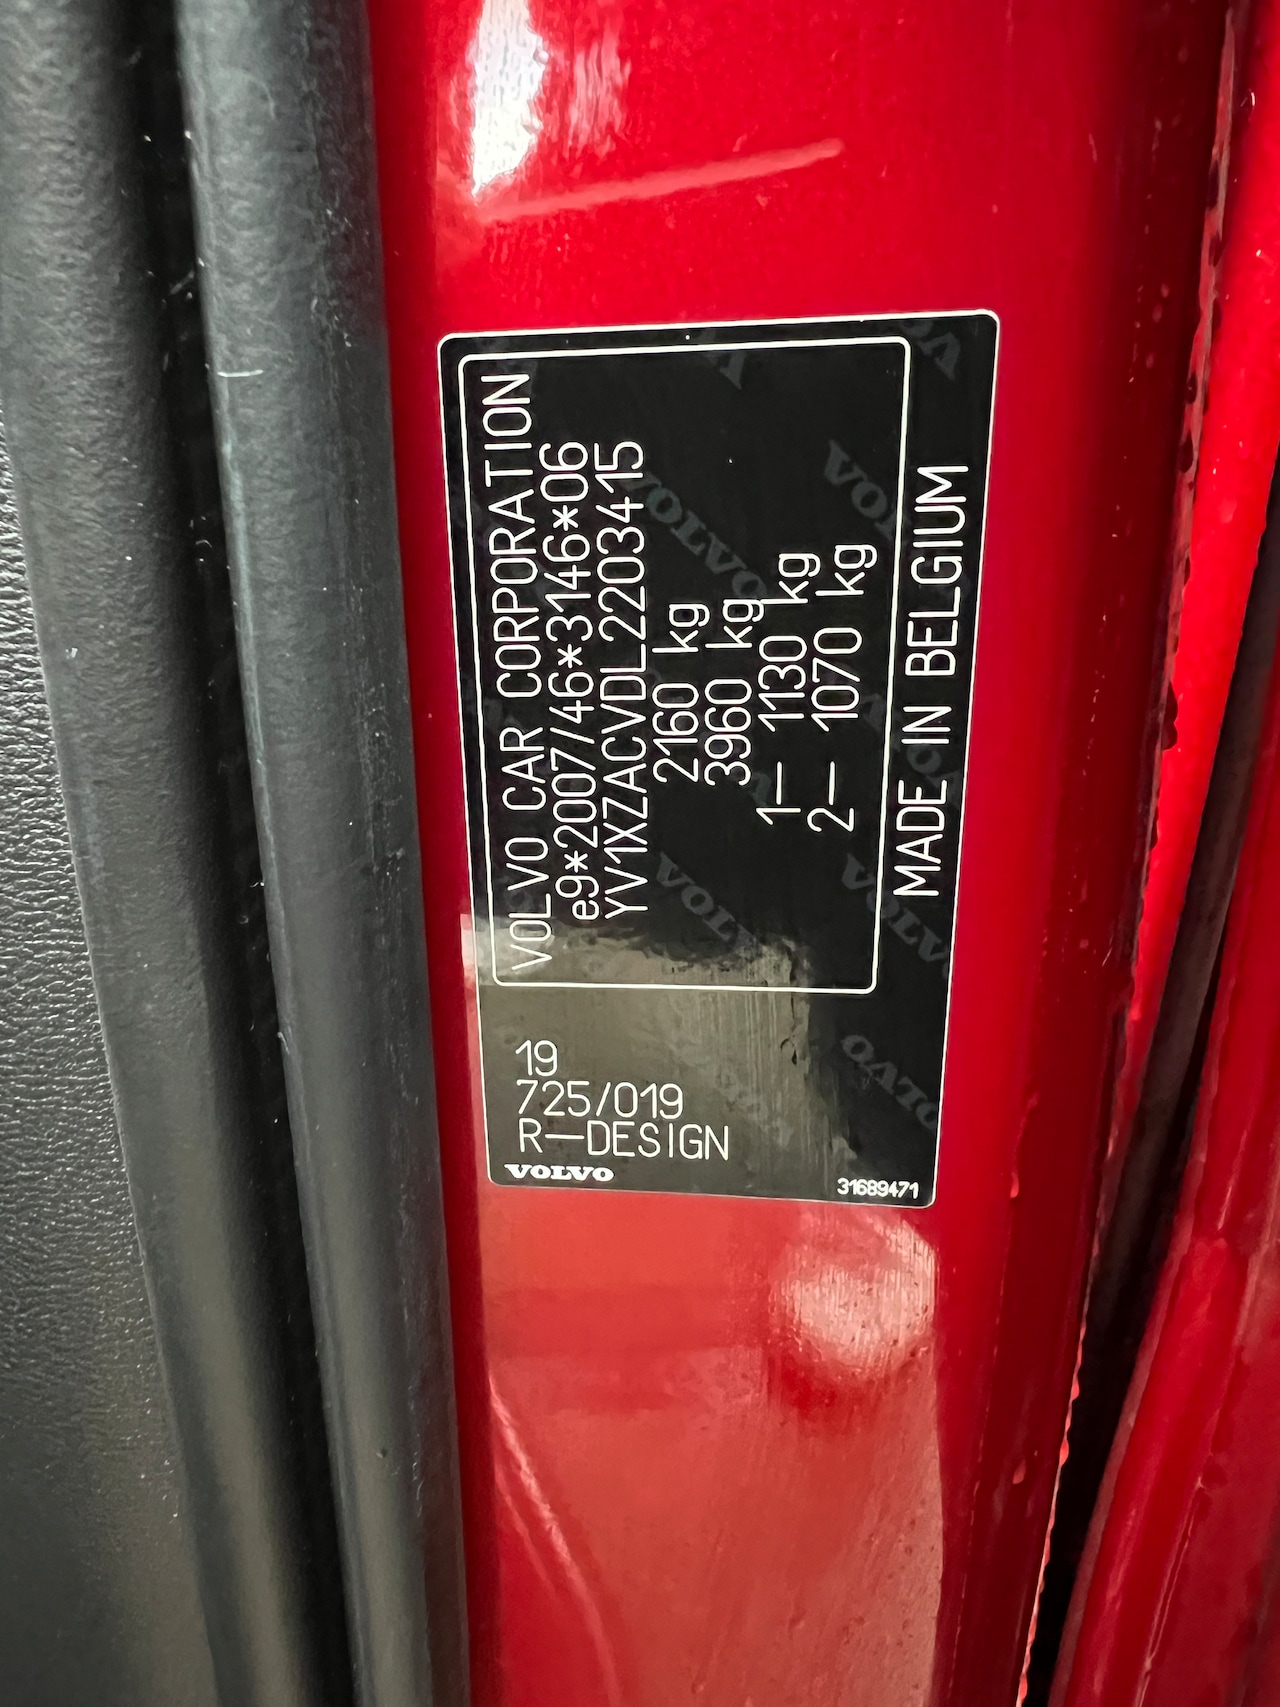 VOLVO CAR CORPORATION
e9*2007/46*3146*06
YV1XZACVDL2203415
2160 kg
3960 kg
1— 1130 kg
2— 1070 kg
MADE IN BELGIUM
19
725/019
R—DESIGN
VOLVO
31689471